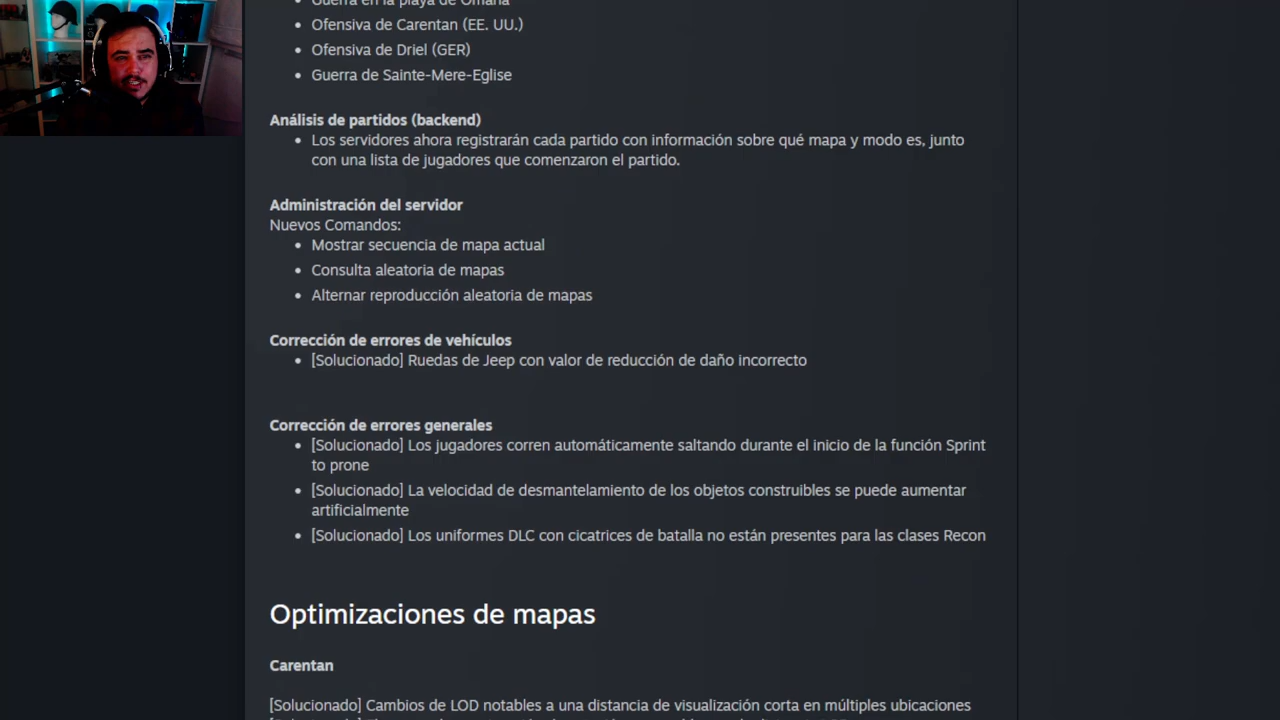 Guerra en la playa de Omaha
Ofensiva de Carentan (EE. UU.)
Ofensiva de Driel (GER)
Guerra de Sainte-Mere-Eglise
Análisis de partidos (backend)
Los servidores ahora registrarán cada partido con información sobre qué mapa y modo es, junto
con una lista de jugadores que comenzaron el partido.
Administración del servidor
Nuevos Comandos:
Mostrar secuencia de mapa actual
Consulta aleatoria de mapas
Alternar reproducción aleatoria de mapas
Corrección de errores de vehículos
[Solucionado] Ruedas de Jeep con valor de reducción de daño incorrecto
Corrección de errores generales
[Solucionado] Los jugadores corren automáticamente saltando durante el inicio de la función Sprint
to prone
[Solucionado] La velocidad de desmantelamiento de los objetos construibles se puede aumentar
artificialmente
[Solucionado] Los uniformes DLC con cicatrices de batalla no están presentes para las clases Recon
Optimizaciones de mapas
Carentan
[Solucionado] Cambios de LOD notables a una distancia de visualización corta en múltiples ubicaciones